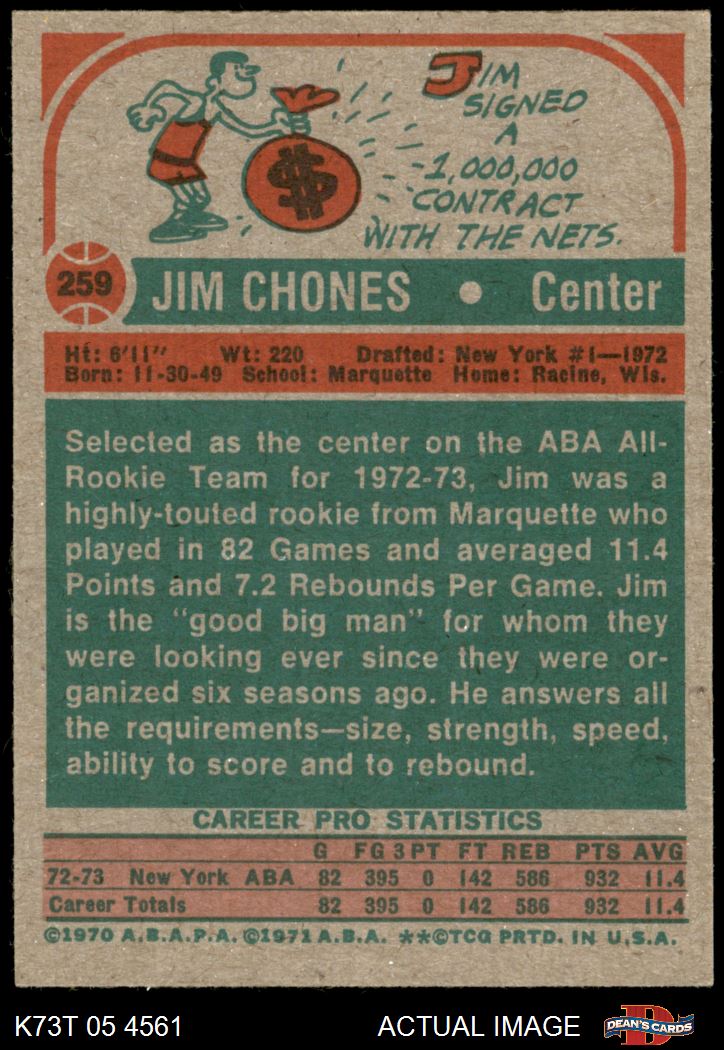 JIM
SIGNED
A
1,000,000
CONTRACT
WITH THE NETS.
$
259
JIM CHONES • Center
Ht: 6'11" Wt: 220 Drafted: New York #1—1972
Born: 11-30-49 School: Marquette Home: Racine, Wis.
Selected as the center on the ABA All-
Rookie Team for 1972-73, Jim was a
highly-touted rookie from Marquette who
played in 82 Games and averaged 11.4
Points and 7.2 Rebounds Per Game. Jim
is the "good big man" for whom they
were looking ever since they were or-
ganized six seasons ago. He answers all
the requirements—size, strength, speed,
ability to score and to rebound.
CAREER PRO STATISTICS
G FG 3PT FT REB PTS AVG
72-73 New York ABA 82 395 0 142 586 932 11.4
Career Totals 82 395 0 142 586 932 11.4
©1970 A.B.A.P.A. ©1971 A.B.A. **©TCG PRTD. IN U.S.A.
K73T 05 4561 ACTUAL IMAGE D DEAN'S CARDS